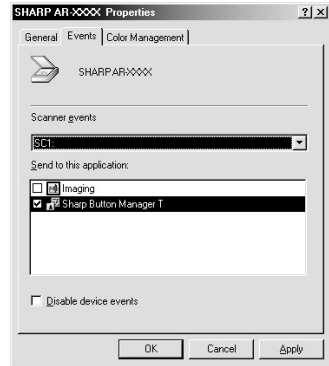 SHARP AR-XXXX Properties
General Events Color Management
SHARP AR-XXXX
Scanner events
SC1:
Send to this application:
Imaging
Sharp Button Manager T
Disable device events
OK Cancel Apply